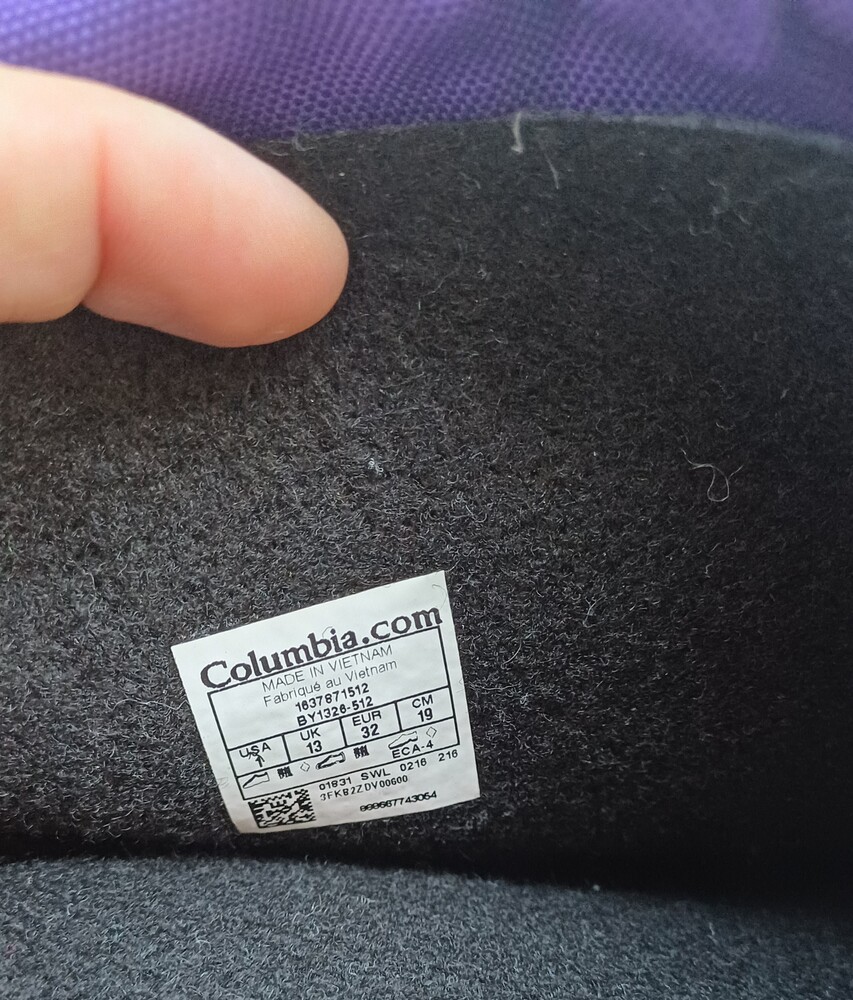 Columbia.com
MADE IN VIETNAM
Fabriqué au Vietnam
1637871512
BY1326-512
USA UK EUR CM
1 13 32 19
ECA-4
01831 SWL 0216 216
3FKB2ZDV00600